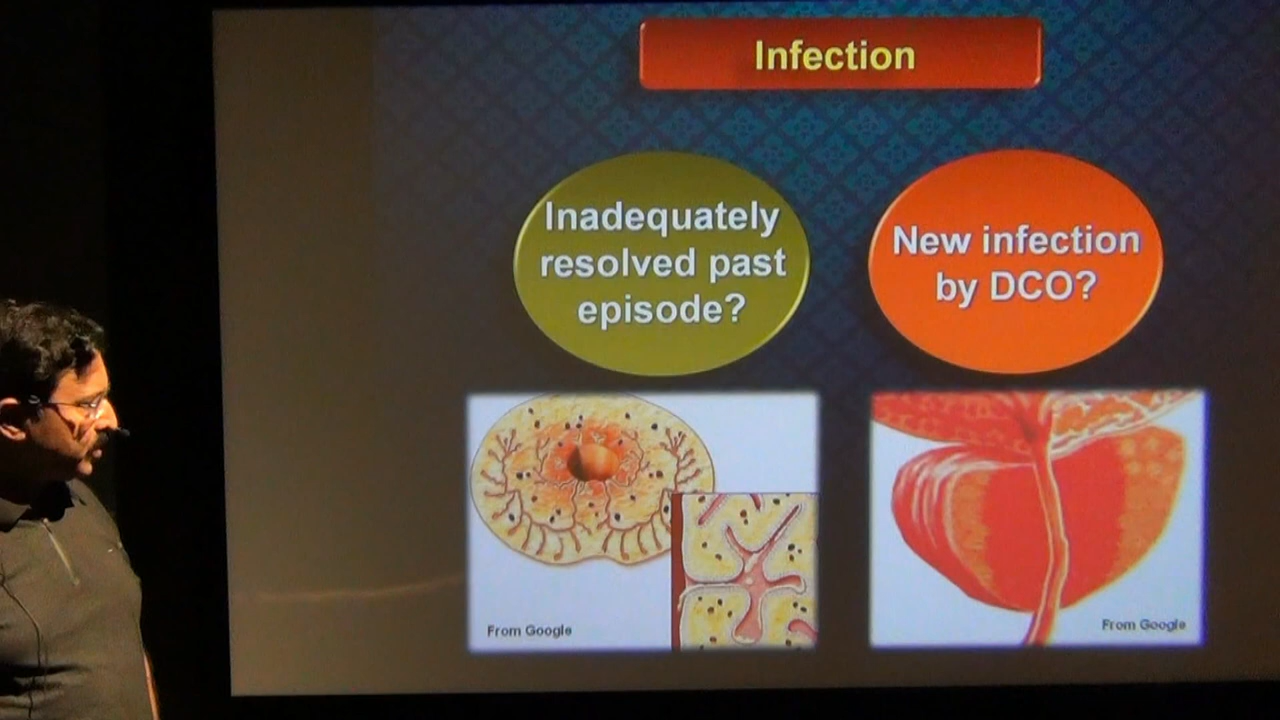 Infection
Inadequately
resolved past
episode?
New infection
by DCO?
From Google
From Google